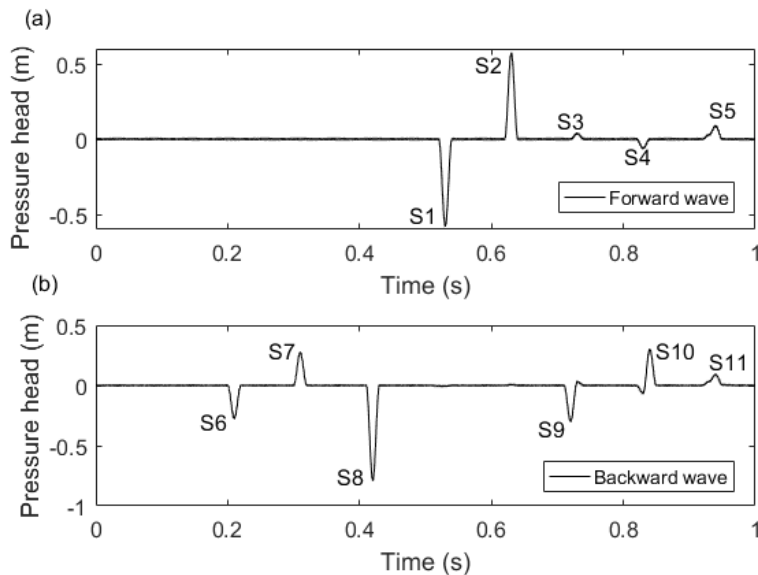 (a)
Pressure head (m)
0.5
0
-0.5
S1
S2
S3
S4
S5
Forward wave
0 0.2 0.4 0.6 0.8 1
Time (s)
(b)
Pressure head (m)
0.5
0
-0.5
-1
S6
S7
S8
S9
S10
S11
Backward wave
0 0.2 0.4 0.6 0.8 1
Time (s)